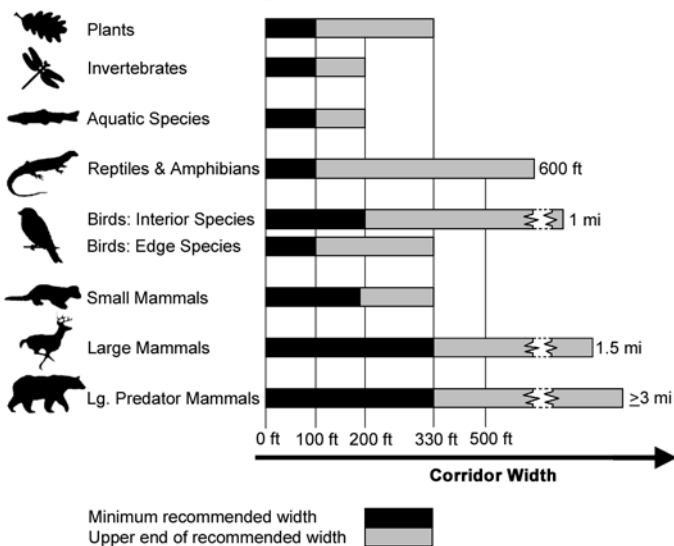 Plants
Invertebrates
Aquatic Species
Reptiles & Amphibians
600 ft
Birds: Interior Species
1 mi
Birds: Edge Species
Small Mammals
Large Mammals
1.5 mi
Lg. Predator Mammals
≥3 mi
0 ft 100 ft 200 ft 330 ft 500 ft
Corridor Width
Minimum recommended width
Upper end of recommended width